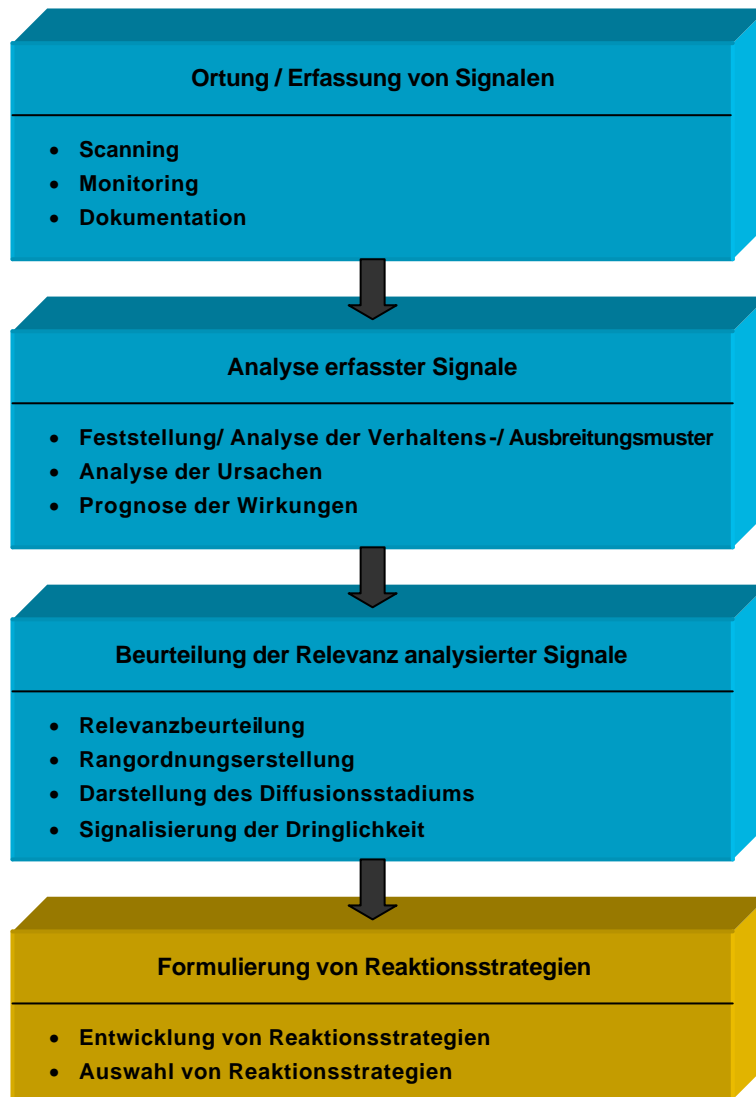 Ortung / Erfassung von Signalen
• Scanning
• Monitoring
• Dokumentation
Analyse erfasster Signale
• Feststellung/ Analyse der Verhaltens-/ Ausbreitungsmuster
• Analyse der Ursachen
• Prognose der Wirkungen
Beurteilung der Relevanz analysierter Signale
• Relevanzbeurteilung
• Rangordnungserstellung
• Darstellung des Diffusionsstadiums
• Signalisierung der Dringlichkeit
Formulierung von Reaktionsstrategien
• Entwicklung von Reaktionsstrategien
• Auswahl von Reaktionsstrategien